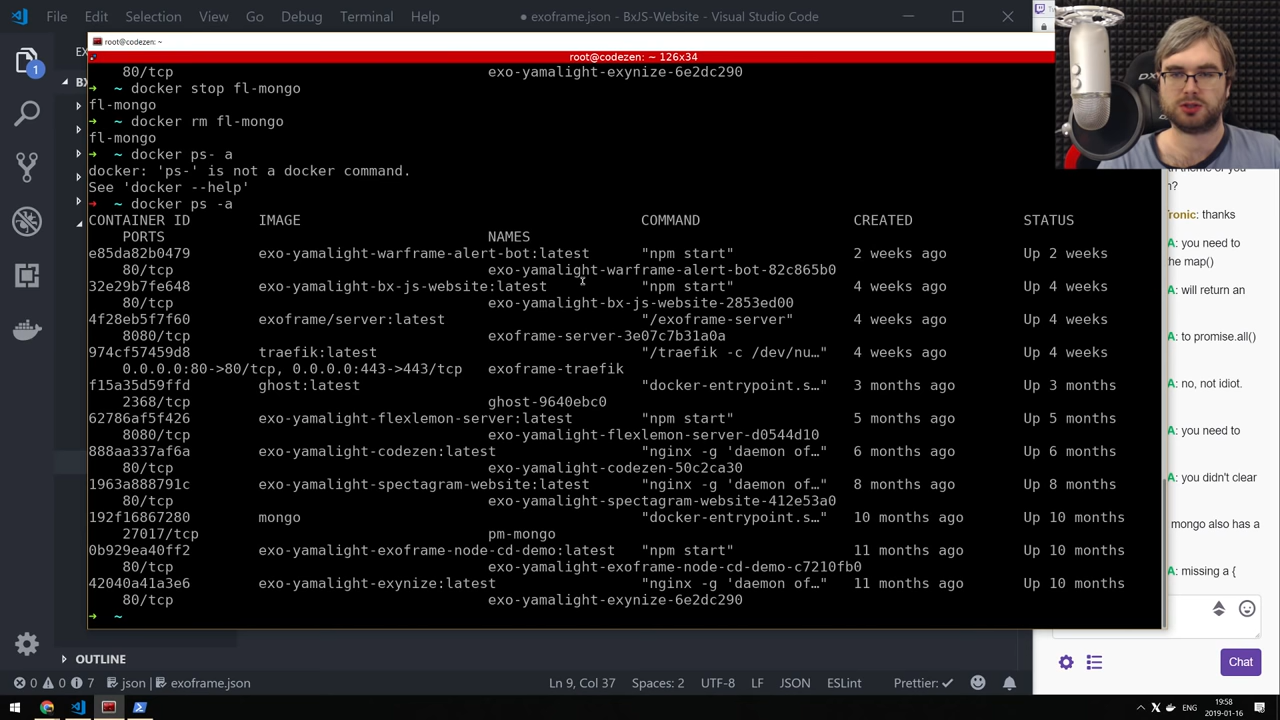 File Edit Selection View Go Debug Terminal Help
● exoframe.json - BxJS-Website - Visual Studio Code
root@codezen: ~
root@codezen: ~ 126x34
80/tcp exo-yamalight-exynize-6e2dc290
➜ ~ docker stop fl-mongo
fl-mongo
➜ ~ docker rm fl-mongo
fl-mongo
➜ ~ docker ps- a
docker: 'ps-' is not a docker command.
See 'docker --help'
➜ ~ docker ps -a
CONTAINER ID IMAGE COMMAND CREATED STATUS
PORTS NAMES
e85da82b0479 exo-yamalight-warframe-alert-bot:latest "npm start" 2 weeks ago Up 2 weeks
80/tcp exo-yamalight-warframe-alert-bot-82c865b0
32e29b7fe648 exo-yamalight-bx-js-website:latest "npm start" 4 weeks ago Up 4 weeks
80/tcp exo-yamalight-bx-js-website-2853ed00
4f28eb5f7f60 exoframe/server:latest "/exoframe-server" 4 weeks ago Up 4 weeks
8080/tcp exoframe-server-3e07c7b31a0a
974cf57459d8 traefik:latest "/traefik -c /dev/nu…" 4 weeks ago Up 4 weeks
0.0.0.0:80->80/tcp, 0.0.0.0:443->443/tcp exoframe-traefik
f15a35d59ffd ghost:latest "docker-entrypoint.s…" 3 months ago Up 3 months
2368/tcp ghost-9640ebc0
62786af5f426 exo-yamalight-flexlemon-server:latest "npm start" 5 months ago Up 5 months
8080/tcp exo-yamalight-flexlemon-server-d0544d10
888aa337af6a exo-yamalight-codezen:latest "nginx -g 'daemon of…" 6 months ago Up 6 months
80/tcp exo-yamalight-codezen-50c2ca30
1963a888791c exo-yamalight-spectagram-website:latest "nginx -g 'daemon of…" 8 months ago Up 8 months
80/tcp exo-yamalight-spectagram-website-412e53a0
192f16867280 mongo "docker-entrypoint.s…" 10 months ago Up 10 months
27017/tcp pm-mongo
0b929ea40ff2 exo-yamalight-exoframe-node-cd-demo:latest "npm start" 11 months ago Up 10 months
80/tcp exo-yamalight-exoframe-node-cd-demo-c7210fb0
42040a41a3e6 exo-yamalight-exynize:latest "nginx -g 'daemon of…" 11 months ago Up 10 months
80/tcp exo-yamalight-exynize-6e2dc290
➜ ~
1
OUTLINE
0 0 7 json exoframe.json Ln 9, Col 37 Spaces: 2 UTF-8 LF JSON ESLint Prettier: ✓
thanks
A: you need to
the map()
A: will return an
A: to promise.all()
A: no, not idiot.
A: you need to
A: you didn't clear
mongo also has a
A: missing a {
Chat
ENG
19:58
2019-01-16